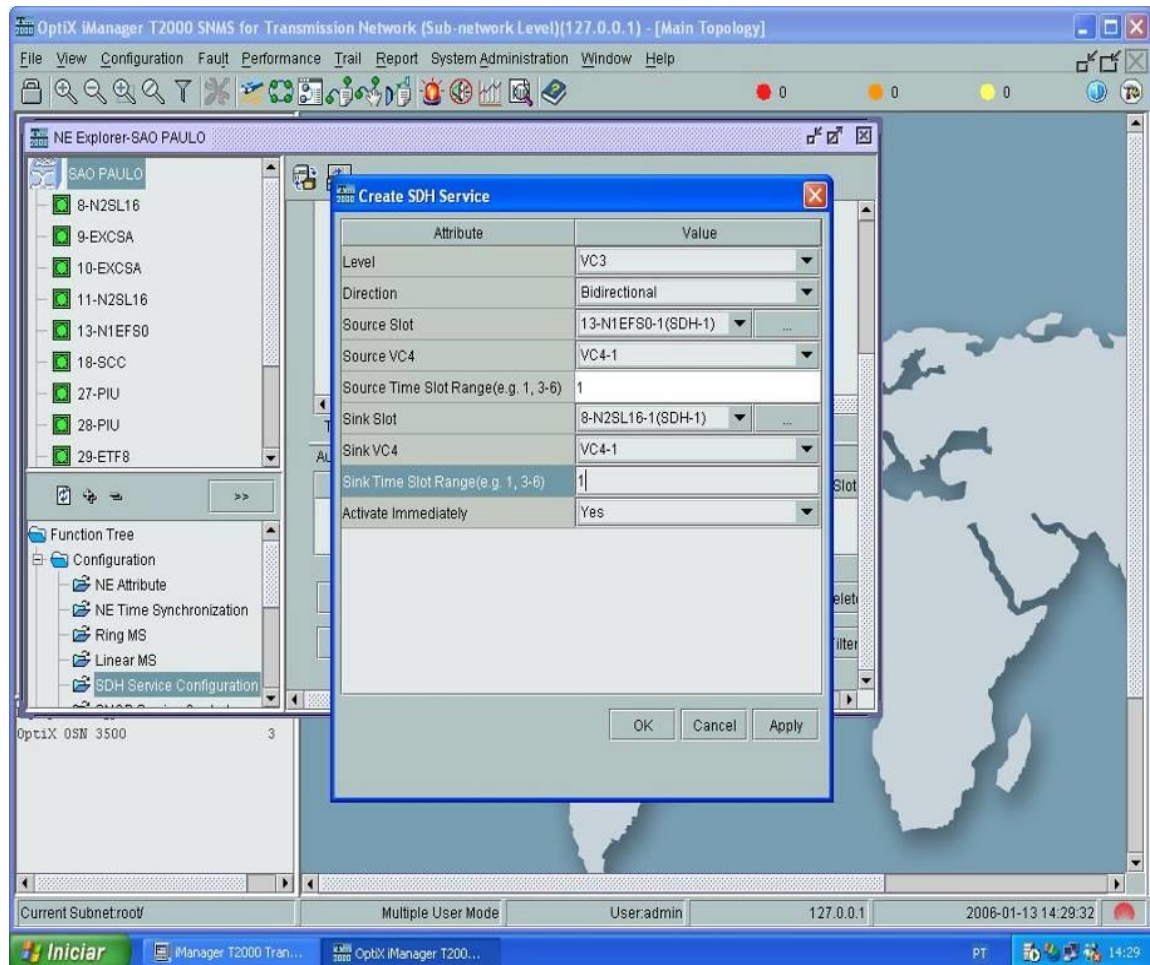 OptiX iManager T2000 SNMS for Transmission Network (Sub-network Level)(127.0.0.1) - [Main Topology]
File View Configuration Fault Performance Trail Report System Administration Window Help
0 0 0
NE Explorer-SAO PAULO
SAO PAULO
8-N2SL16
9-EXCSA
10-EXCSA
11-N2SL16
13-N1EFS0
18-SCC
27-PIU
28-PIU
29-ETF8
>>
Function Tree
Configuration
NE Attribute
NE Time Synchronization
Ring MS
Linear MS
SDH Service Configuration
Create SDH Service
Attribute Value
Level VC3
Direction Bidirectional
Source Slot 13-N1EFS0-1(SDH-1) ...
Source VC4 VC4-1
Source Time Slot Range(e.g. 1, 3-6) 1
Sink Slot 8-N2SL16-1(SDH-1) ...
Sink VC4 VC4-1
Sink Time Slot Range(e.g. 1, 3-6) 1
Activate Immediately Yes
OK Cancel Apply
Slot
OptiX OSN 3500 3
Current Subnet:root/ Multiple User Mode User:admin 127.0.0.1 2006-01-13 14:29:32
Iniciar iManager T2000 Tran... OptiX iManager T200... PT 14:29